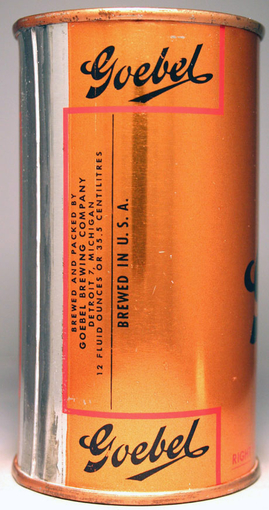 Goebel
BREWED AND PACKED BY
GOEBEL BREWING COMPANY
DETROIT 7, MICHIGAN
12 FLUID OUNCES OR 35.5 CENTILITRES
BREWED IN U. S. A.
Goebel